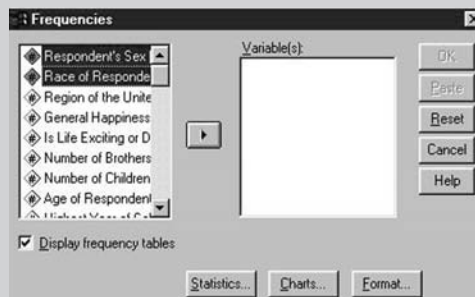 Frequencies
Variable(s):
Respondent's Sex
Race of Responde
Region of the Unite
General Happiness
Is Life Exciting or D
Number of Brothers
Number of Children
Age of Respondent
OK
Paste
Reset
Cancel
Help
Display frequency tables
Statistics...
Charts...
Format...